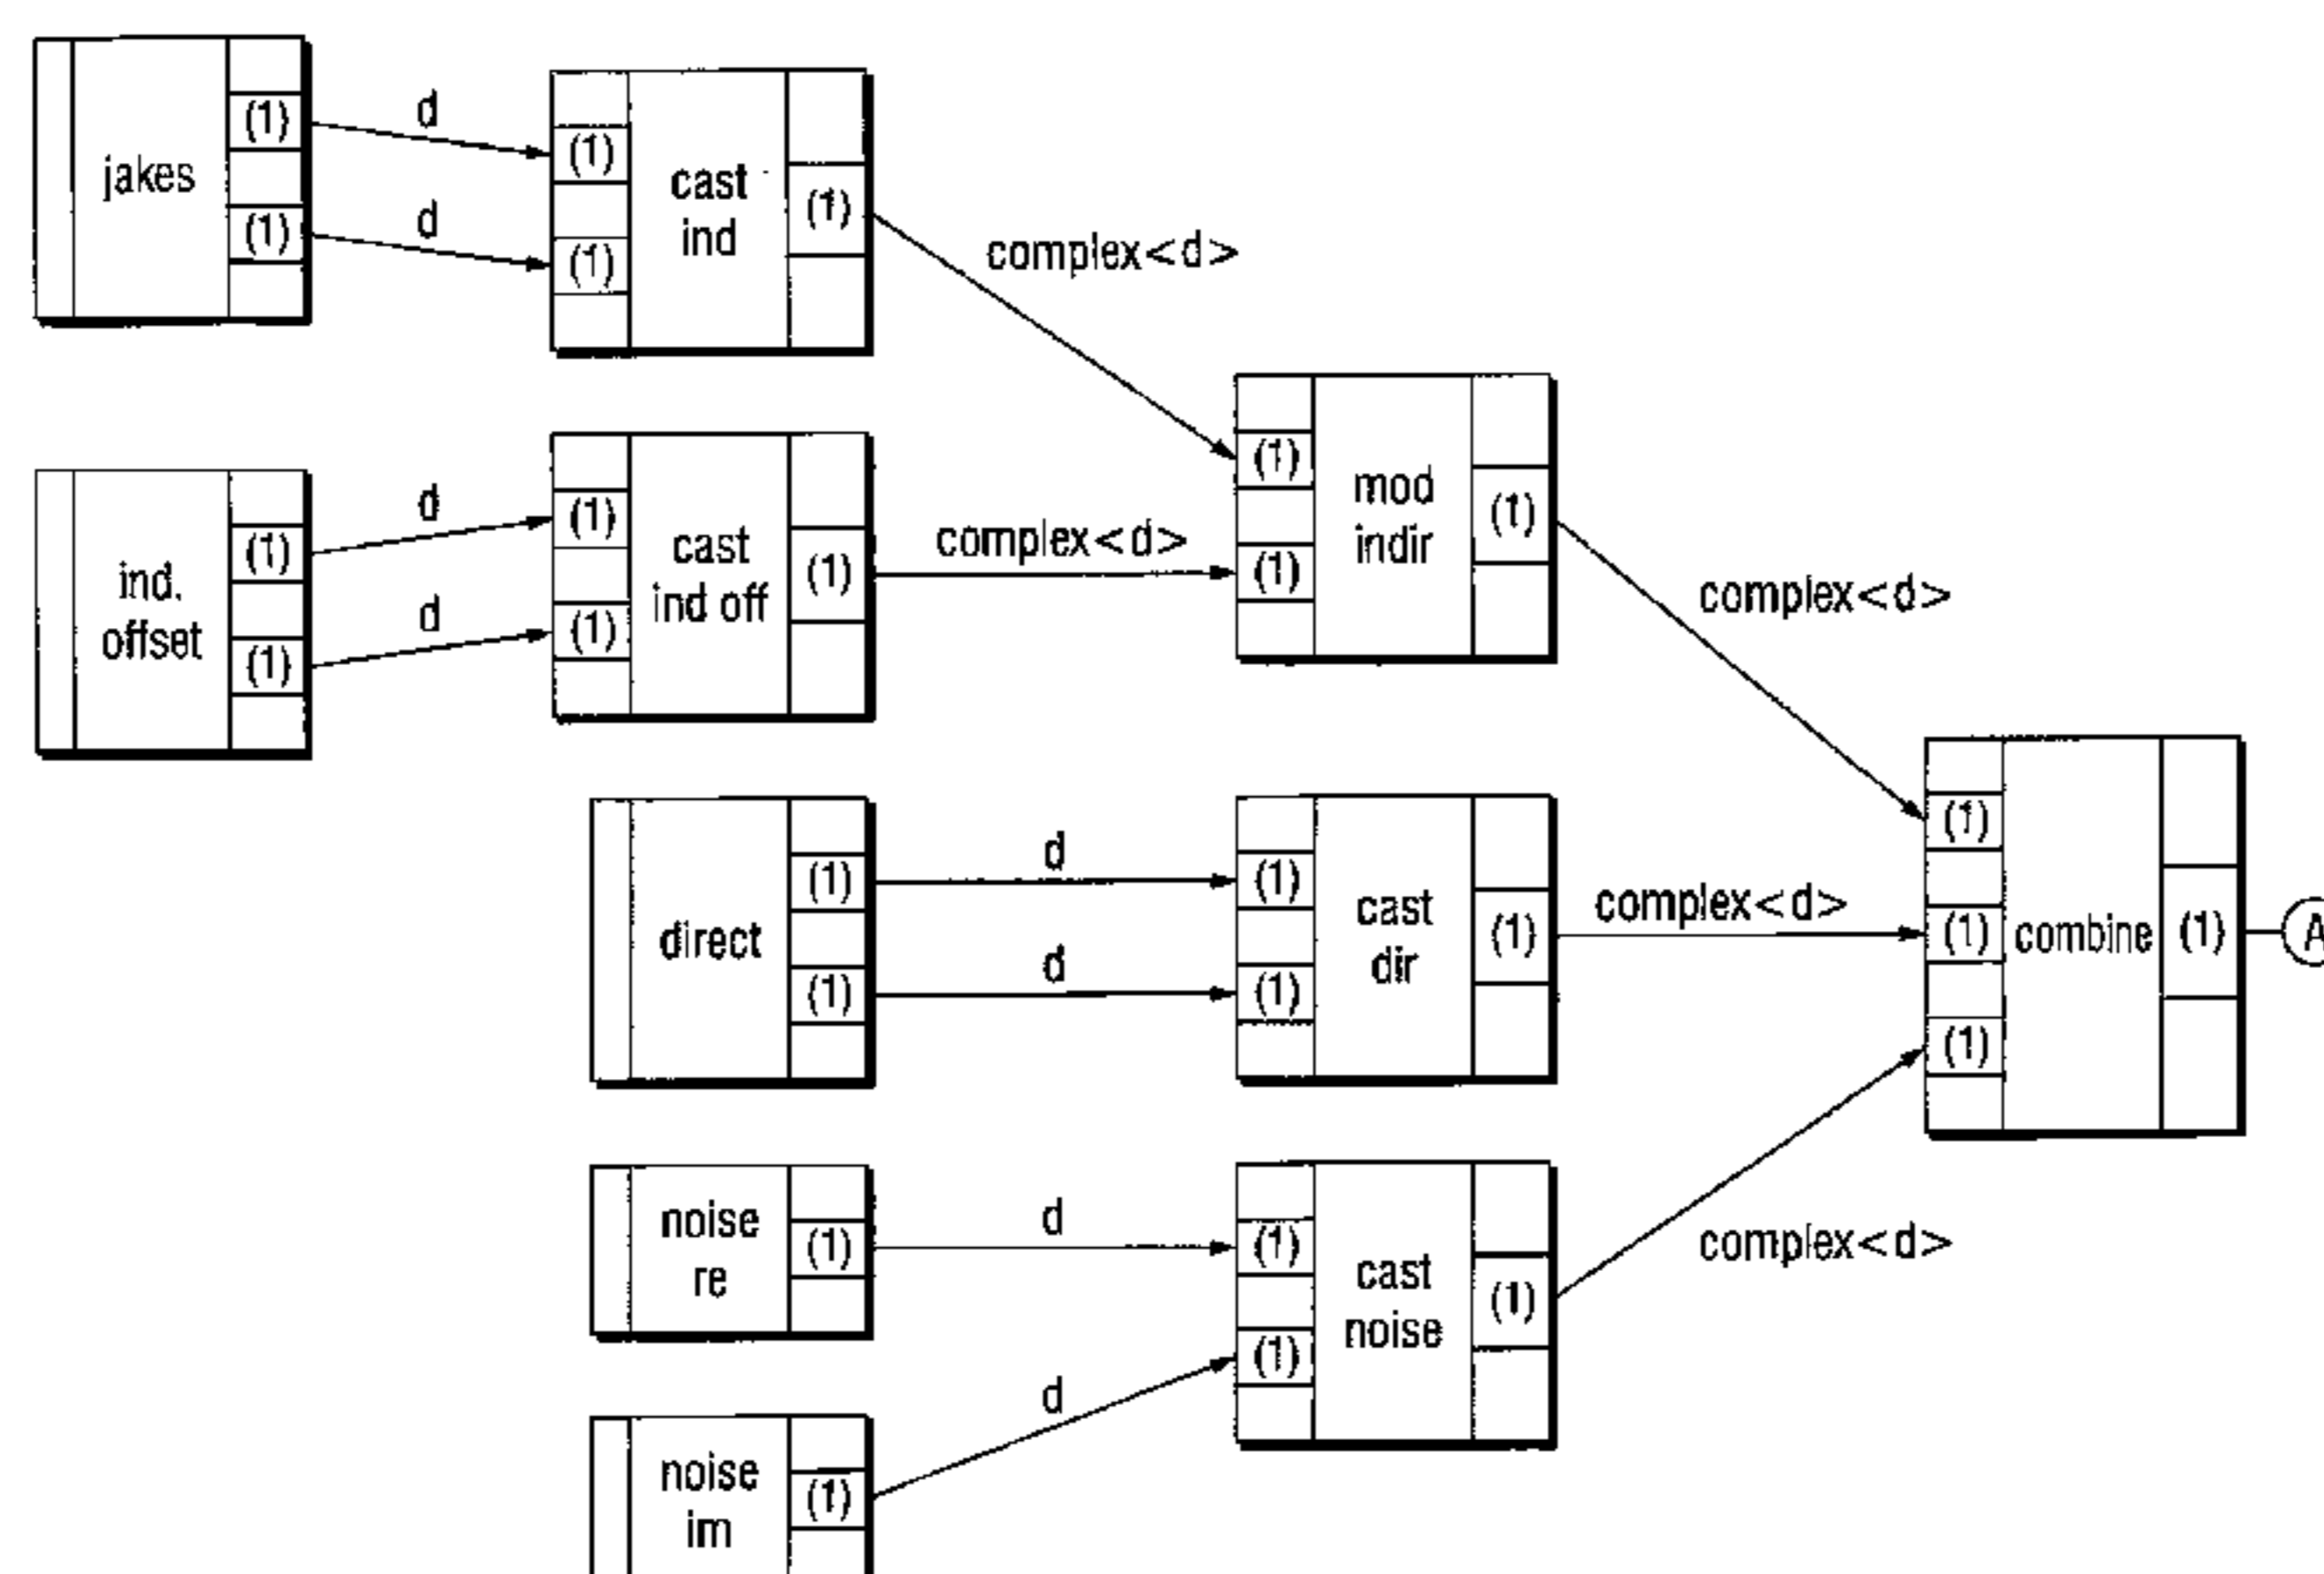 jakes
(1)
(1)
d
d
(1)
(1)
cast
ind
(1)
complex<d>
ind.
offset
(1)
(1)
d
d
(1)
(1)
cast
ind off
(1)
complex<d>
(1)
(1)
mod
indir
(1)
complex<d>
direct
(1)
(1)
d
d
(1)
(1)
cast
dir
(1)
complex<d>
noise
re
(1)
d
noise
im
(1)
d
(1)
(1)
cast
noise
(1)
complex<d>
(1)
(1)
(1)
combine
(1)
A